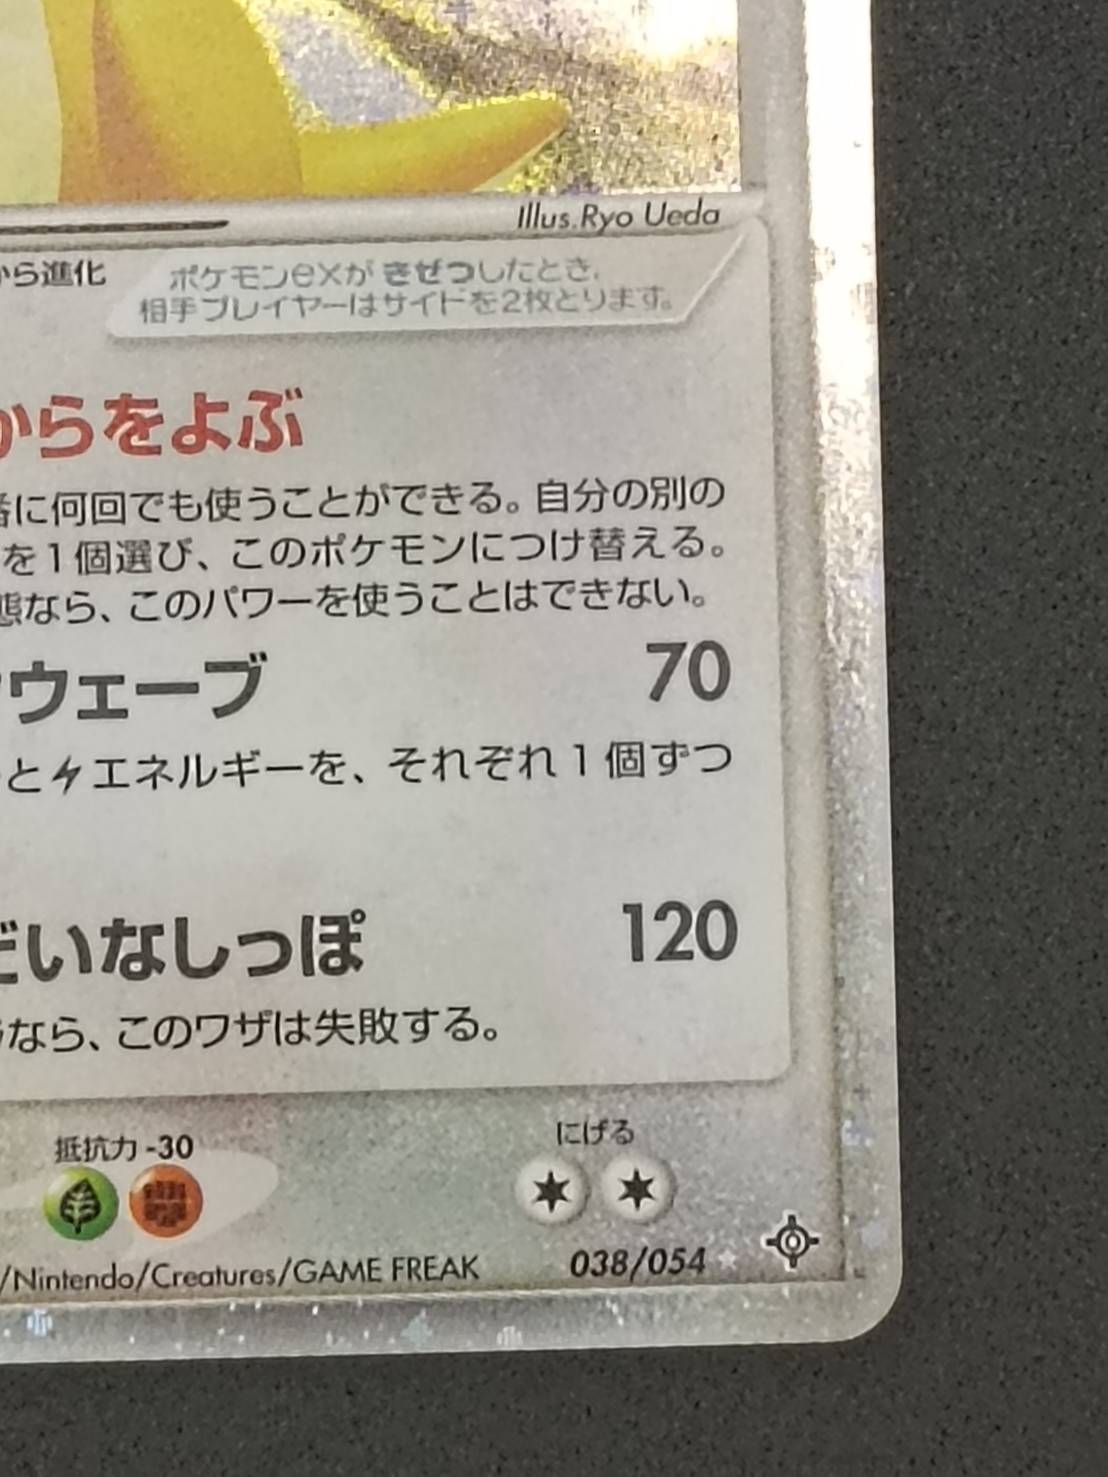 Illus.Ryo Ueda
から進化
ポケモンexが きぜつしたとき、
相手プレイヤーはサイドを2枚とります。
からをよぶ
番に何回でも使うことができる。自分の別の
を1個選び、このポケモンにつけ替える。
態なら、このパワーを使うことはできない。
ウェーブ 70
と エネルギーを、それぞれ1個ずつ
だいなしっぽ 120
なら、このワザは失敗する。
抵抗力 -30
にげる
/Nintendo/Creatures/GAME FREAK
038/054